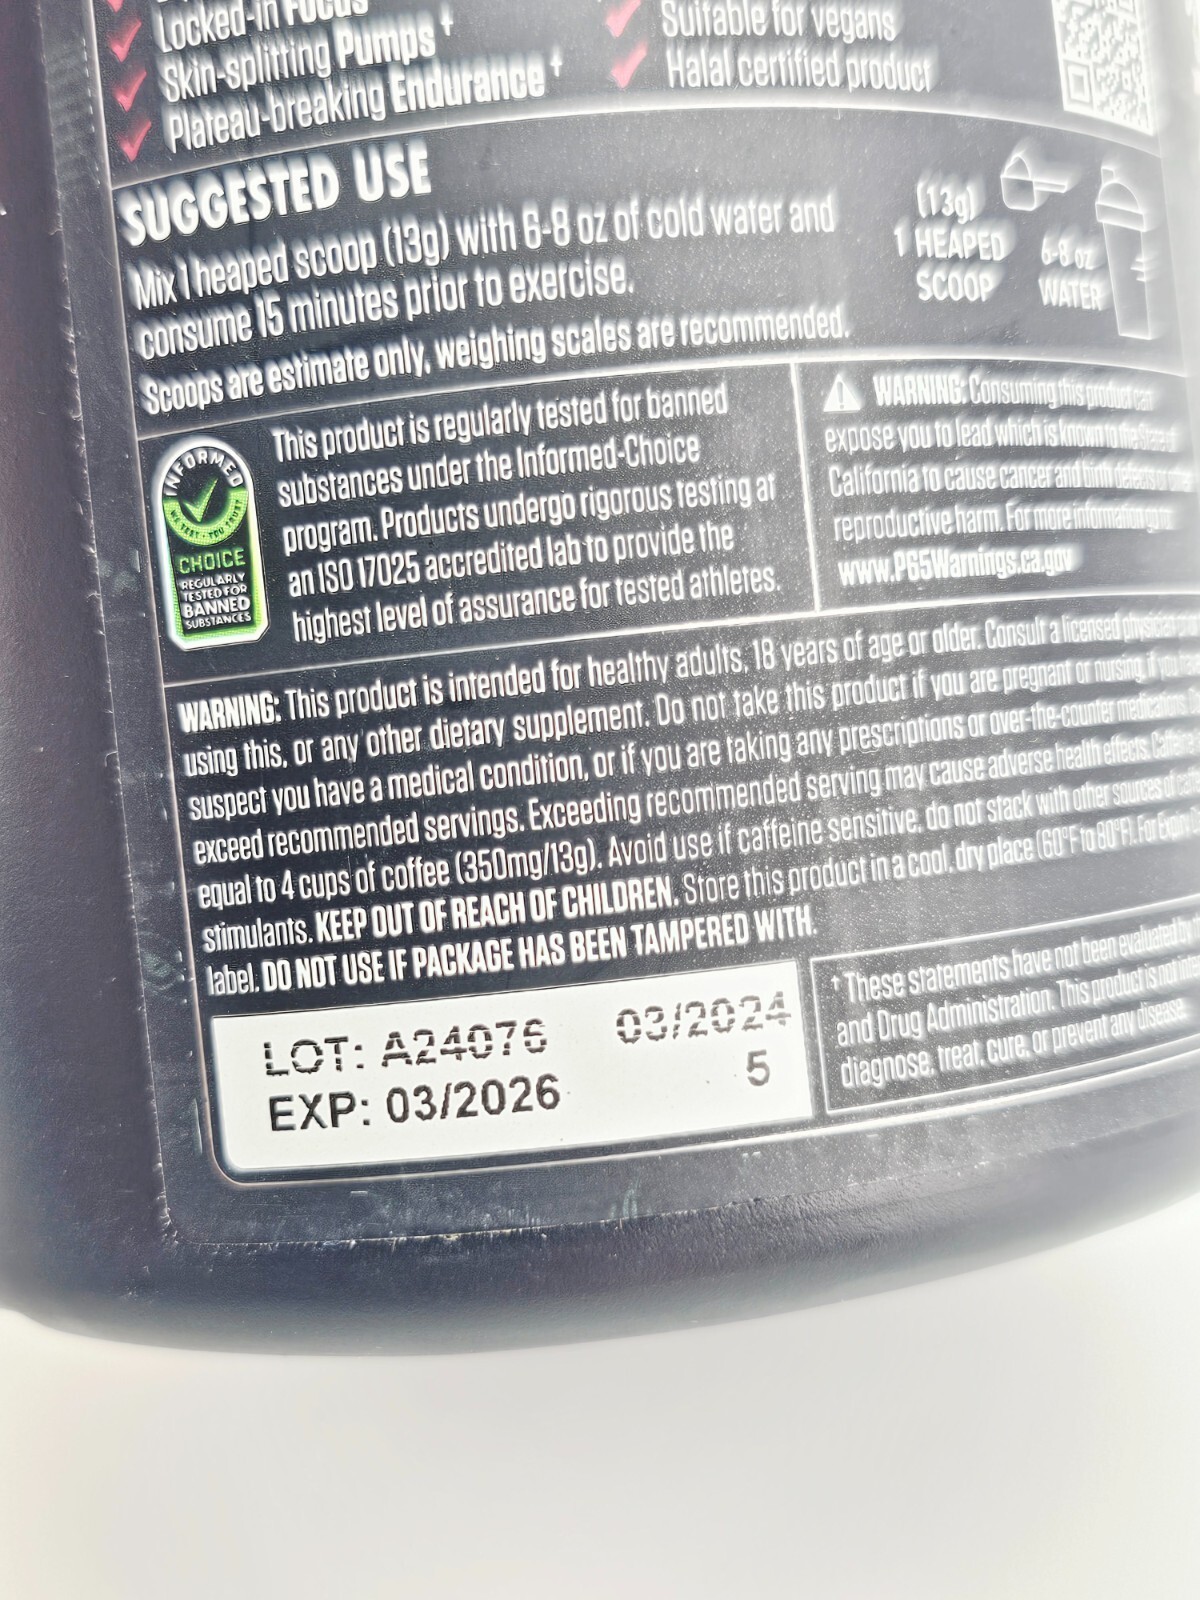 Locked-in Focus
Skin-splitting Pumps†
Plateau-breaking Endurance†
Suitable for vegans
Halal certified product
SUGGESTED USE
Mix 1 heaped scoop (13g) with 6-8 oz of cold water and
consume 15 minutes prior to exercise.
Scoops are estimate only, weighing scales are recommended.
(13g)
1 HEAPED
SCOOP
6-8 oz
WATER
INFORMED
WE TEST · YOU TRUST
CHOICE
REGULARLY
TESTED FOR
BANNED
SUBSTANCES
This product is regularly tested for banned
substances under the Informed-Choice
program. Products undergo rigorous testing at
an ISO 17025 accredited lab to provide the
highest level of assurance for tested athletes.
WARNING: Consuming this product can
expose you to lead which is known to the State of
California to cause cancer and birth defects or
reproductive harm. For more information
www.P65Warnings.ca.gov
WARNING: This product is intended for healthy adults, 18 years of age or older. Consult a licensed physician
using this, or any other dietary supplement. Do not take this product if you are pregnant or nursing, if you
suspect you have a medical condition, or if you are taking any prescriptions or over-the-counter medications.
exceed recommended servings. Exceeding recommended serving may cause adverse health effects. Caffeine
equal to 4 cups of coffee (350mg/13g). Avoid use if caffeine sensitive, do not stack with other sources of
stimulants. KEEP OUT OF REACH OF CHILDREN. Store this product in a cool, dry place (60°F to 80°F). For
label. DO NOT USE IF PACKAGE HAS BEEN TAMPERED WITH.
LOT: A24076 03/2024
EXP: 03/2026 5
†These statements have not been evaluated by
and Drug Administration. This product is not
diagnose, treat, cure, or prevent any disease.